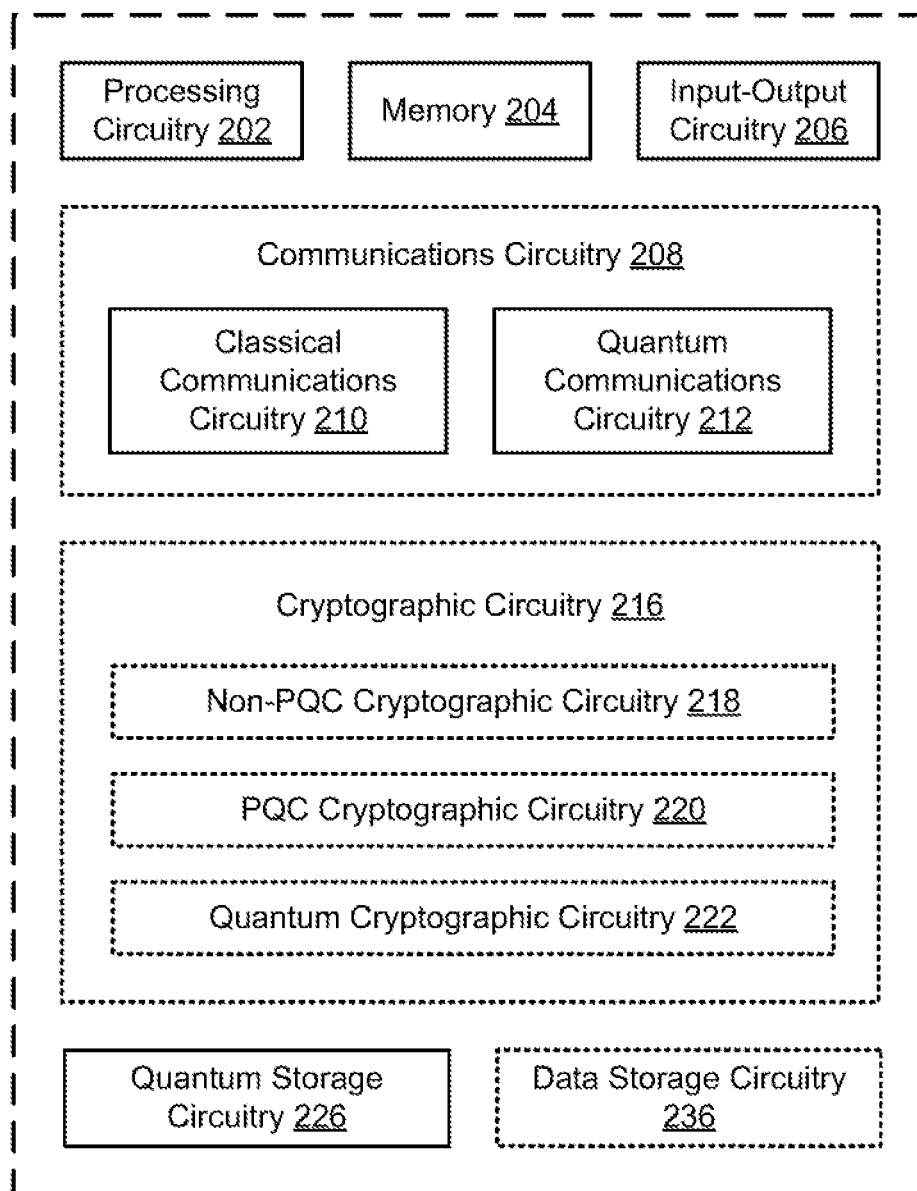 Processing
Circuitry 202
Memory 204
Input-Output
Circuitry 206
Communications Circuitry 208
Classical
Communications
Circuitry 210
Quantum
Communications
Circuitry 212
Cryptographic Circuitry 216
Non-PQC Cryptographic Circuitry 218
PQC Cryptographic Circuitry 220
Quantum Cryptographic Circuitry 222
Quantum Storage
Circuitry 226
Data Storage Circuitry
236